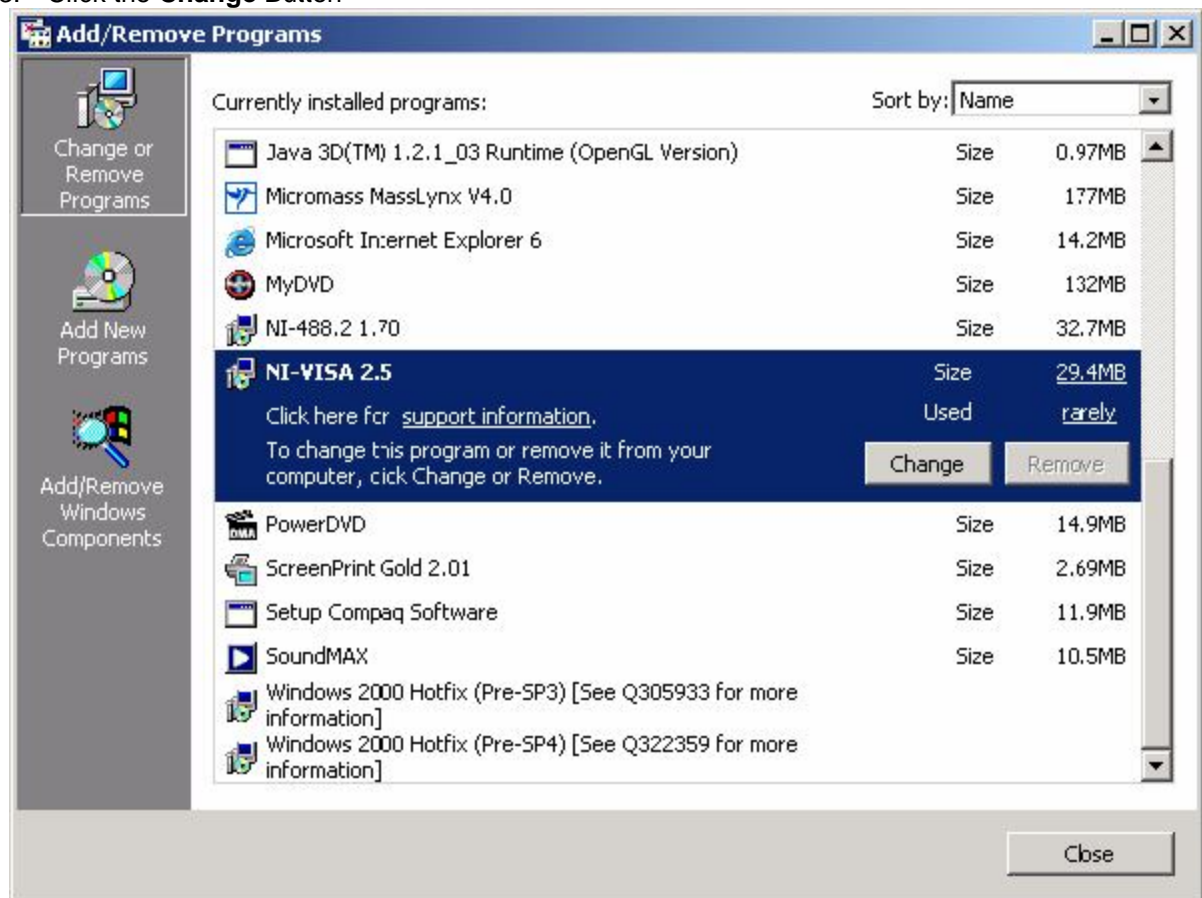 Click the Change Button
Add/Remove Programs
Change or
Remove
Programs
Add New
Programs
Add/Remove
Windows
Components
Currently installed programs:
Sort by: Name
Java 3D(TM) 1.2.1_03 Runtime (OpenGL Version) Size 0.97MB
Micromass MassLynx V4.0 Size 177MB
Microsoft Internet Explorer 6 Size 14.2MB
MyDVD Size 132MB
NI-488.2 1.70 Size 32.7MB
NI-VISA 2.5 Size 29.4MB
Click here for support information. Used rarely
To change this program or remove it from your
computer, click Change or Remove.
Change Remove
PowerDVD Size 14.9MB
ScreenPrint Gold 2.01 Size 2.69MB
Setup Compaq Software Size 11.9MB
SoundMAX Size 10.5MB
Windows 2000 Hotfix (Pre-SP3) [See Q305933 for more
information]
Windows 2000 Hotfix (Pre-SP4) [See Q322359 for more
information]
Close